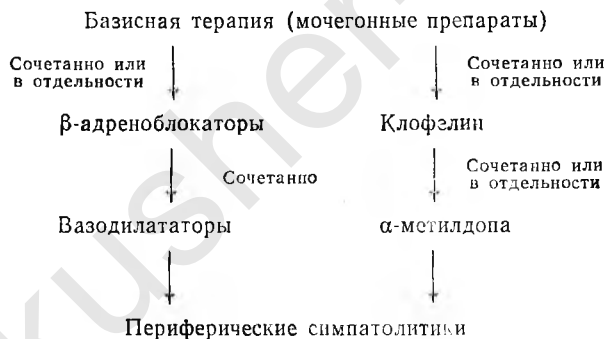 Базисная терапия (мочегонные препараты)
Сочетанно или
в отдельности
Сочетанно или
в отдельности
β-адреноблокаторы
Клофелин
Сочетанно
Сочетанно или
в отдельности
Вазодилататоры
α-метилдопа
Периферические симпатолитики